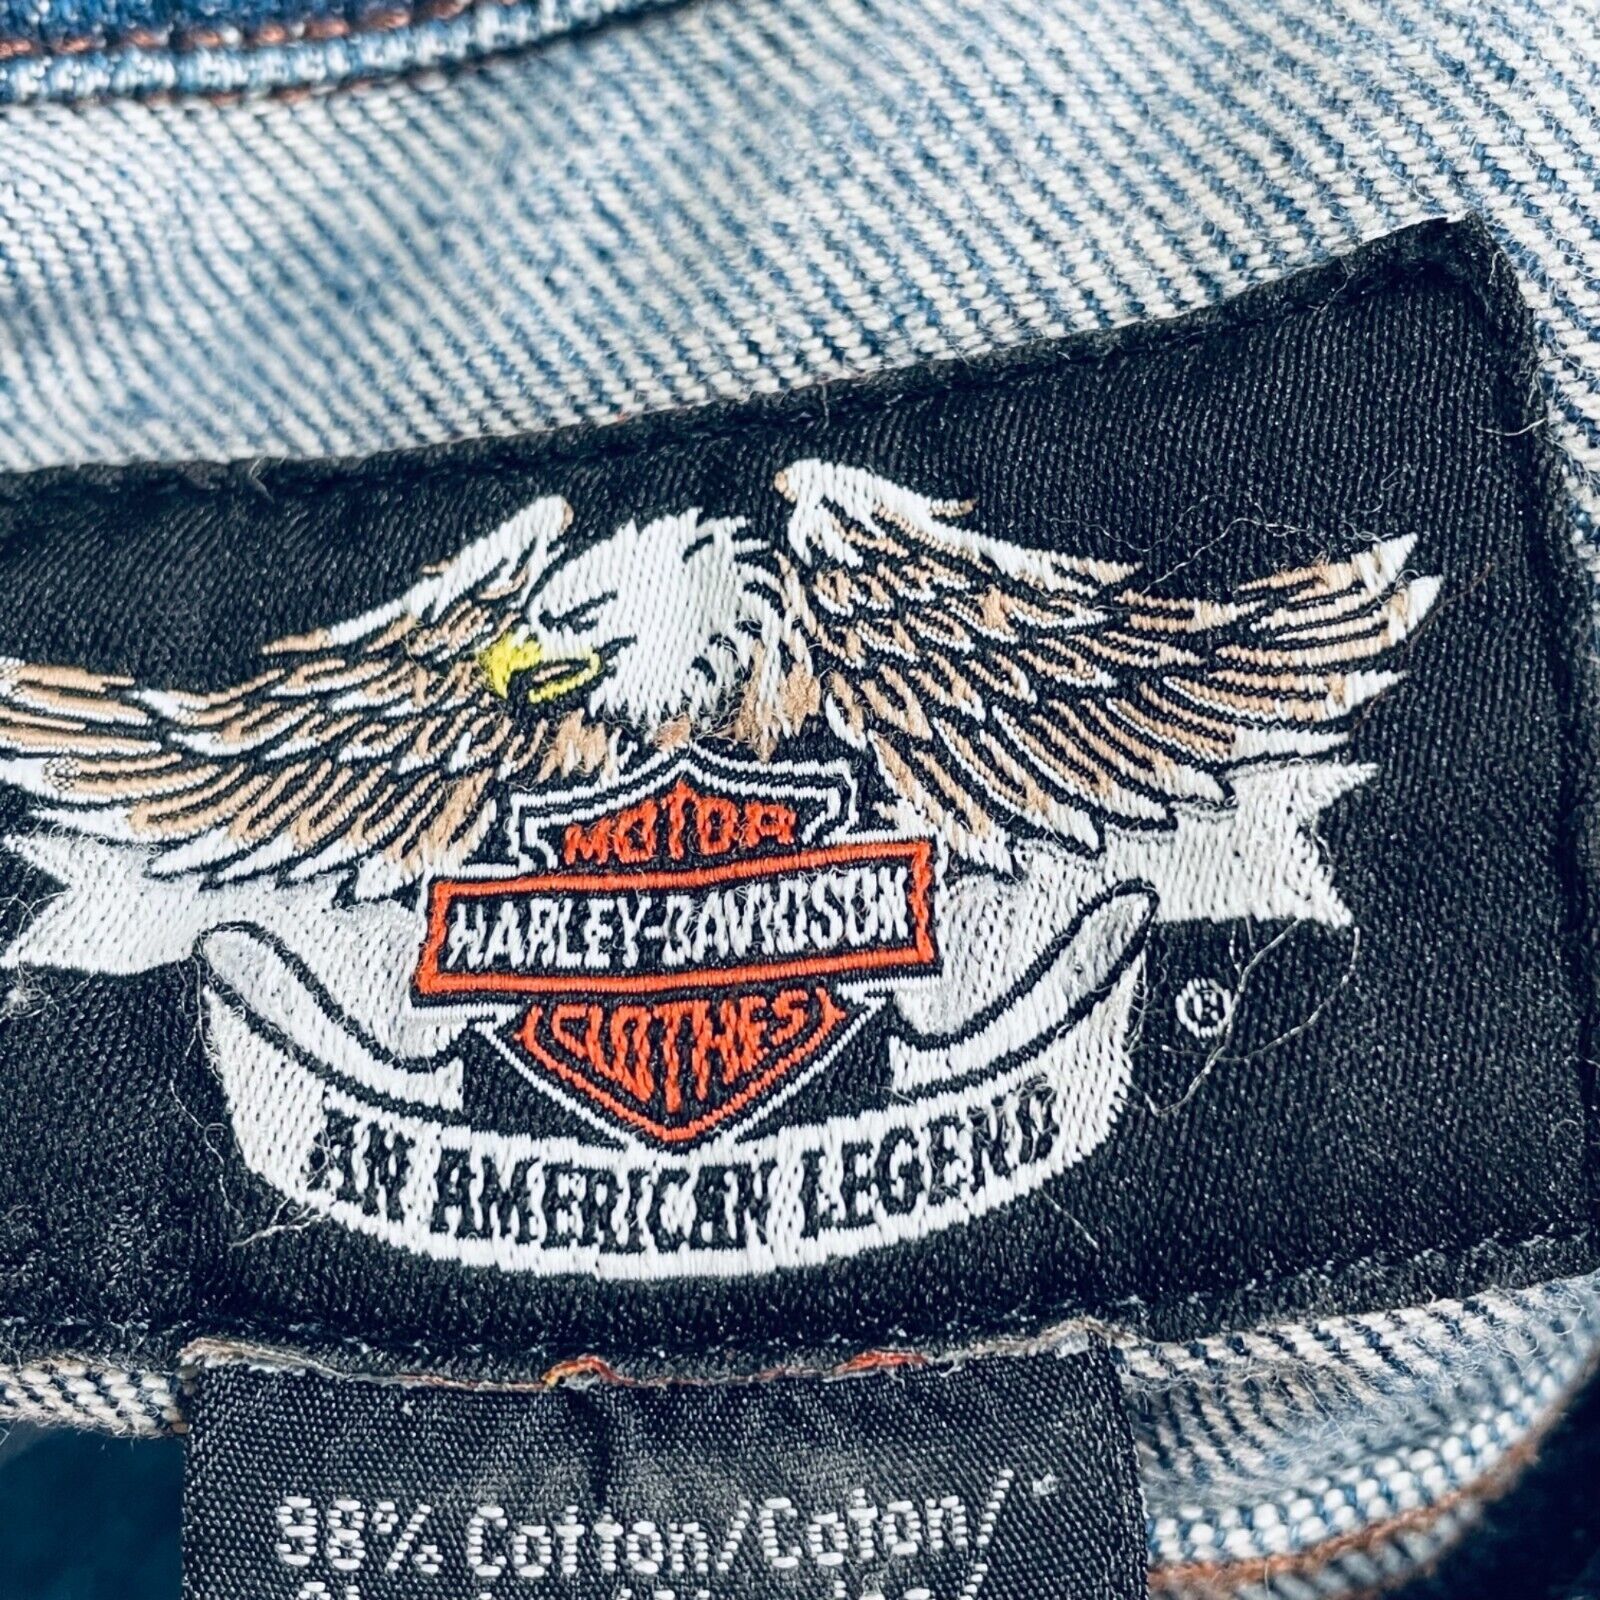 MOTOR
HARLEY-DAVIDSON
CLOTHES
®
AN AMERICAN LEGEND
98% Cotton/Coton/